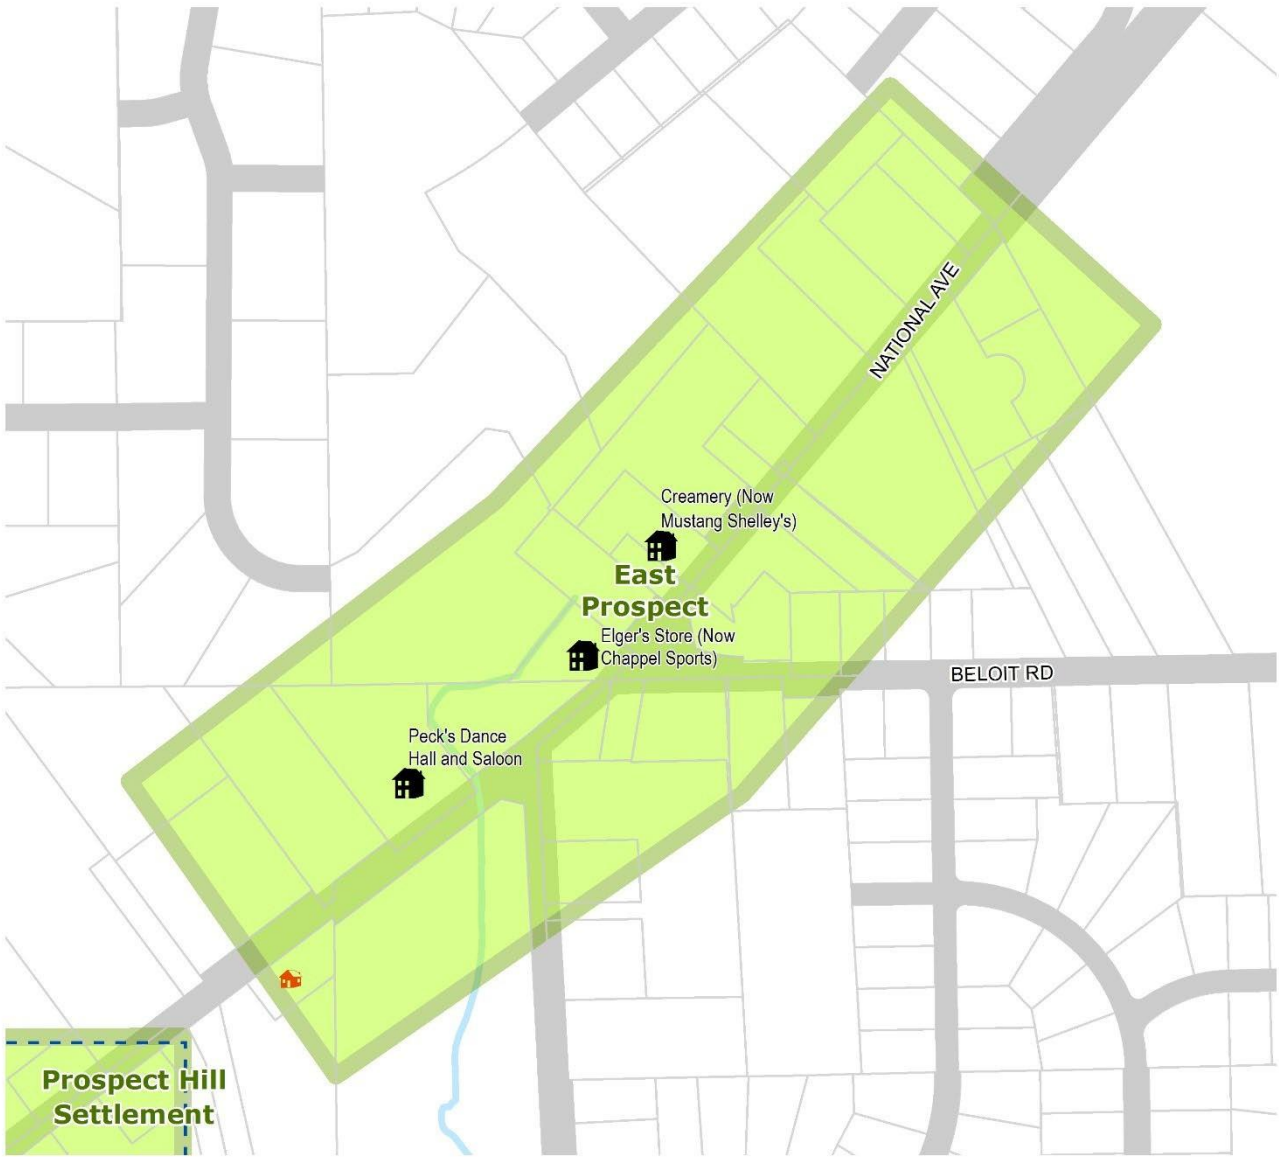 NATIONAL AVE
Creamery (Now
Mustang Shelley's)
East
Prospect
Elger's Store (Now
Chappel Sports)
BELOIT RD
Peck's Dance
Hall and Saloon
Prospect Hill
Settlement